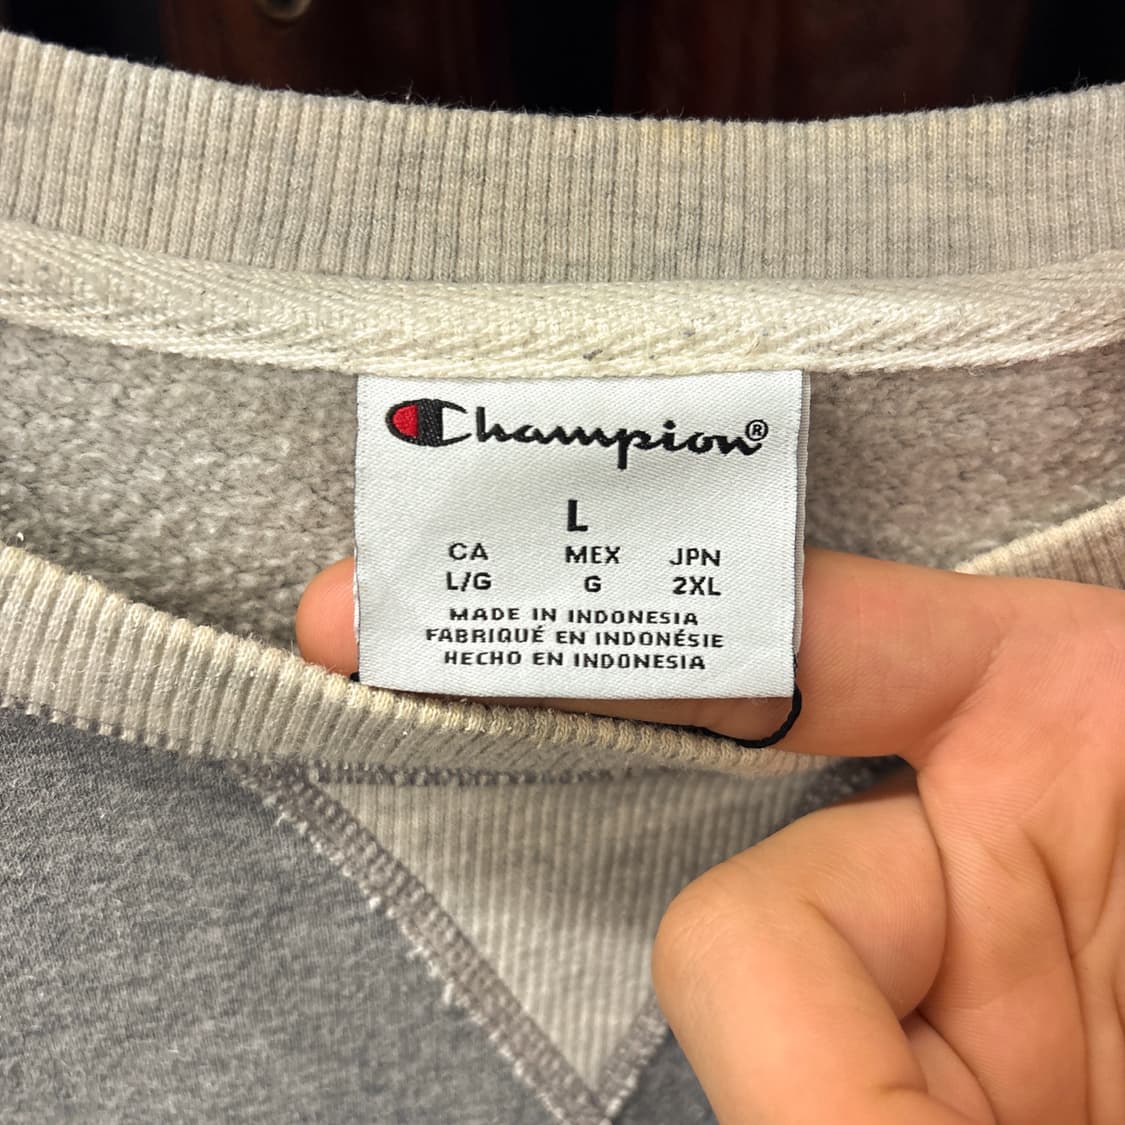 Champion®
L
CA MEX JPN
L/G G 2XL
MADE IN INDONESIA
FABRIQUÉ EN INDONÉSIE
HECHO EN INDONESIA